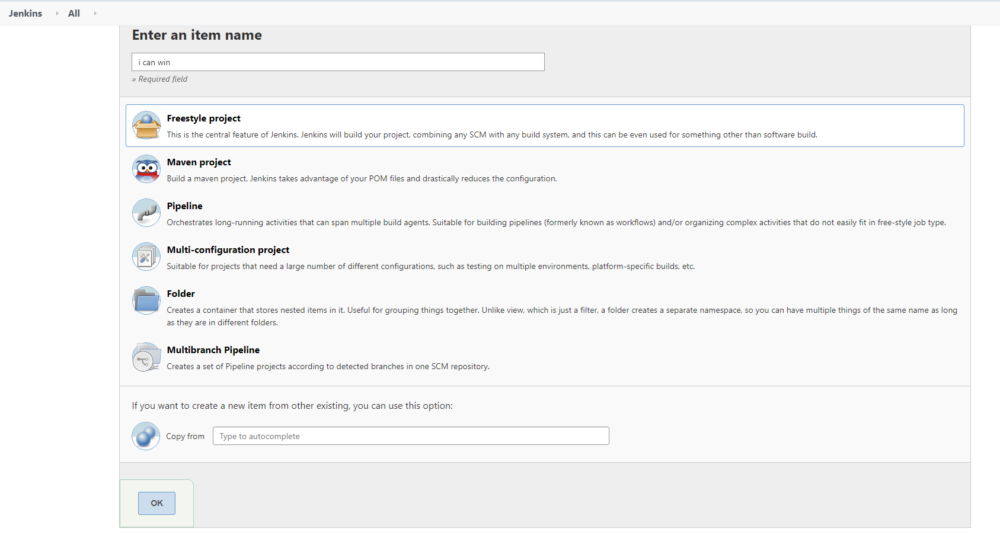 Jenkins All
Enter an item name
i can win
» Required field
Freestyle project
This is the central feature of Jenkins. Jenkins will build your project, combining any SCM with any build system, and this can be even used for something other than software build.
Maven project
Build a maven project. Jenkins takes advantage of your POM files and drastically reduces the configuration.
Pipeline
Orchestrates long-running activities that can span multiple build agents. Suitable for building pipelines (formerly known as workflows) and/or organizing complex activities that do not easily fit in free-style job type.
Multi-configuration project
Suitable for projects that need a large number of different configurations, such as testing on multiple environments, platform-specific builds, etc.
Folder
Creates a container that stores nested items in it. Useful for grouping things together. Unlike view, which is just a filter, a folder creates a separate namespace, so you can have multiple things of the same name as long
as they are in different folders.
Multibranch Pipeline
Creates a set of Pipeline projects according to detected branches in one SCM repository.
If you want to create a new item from other existing, you can use this option:
Copy from Type to autocomplete
OK